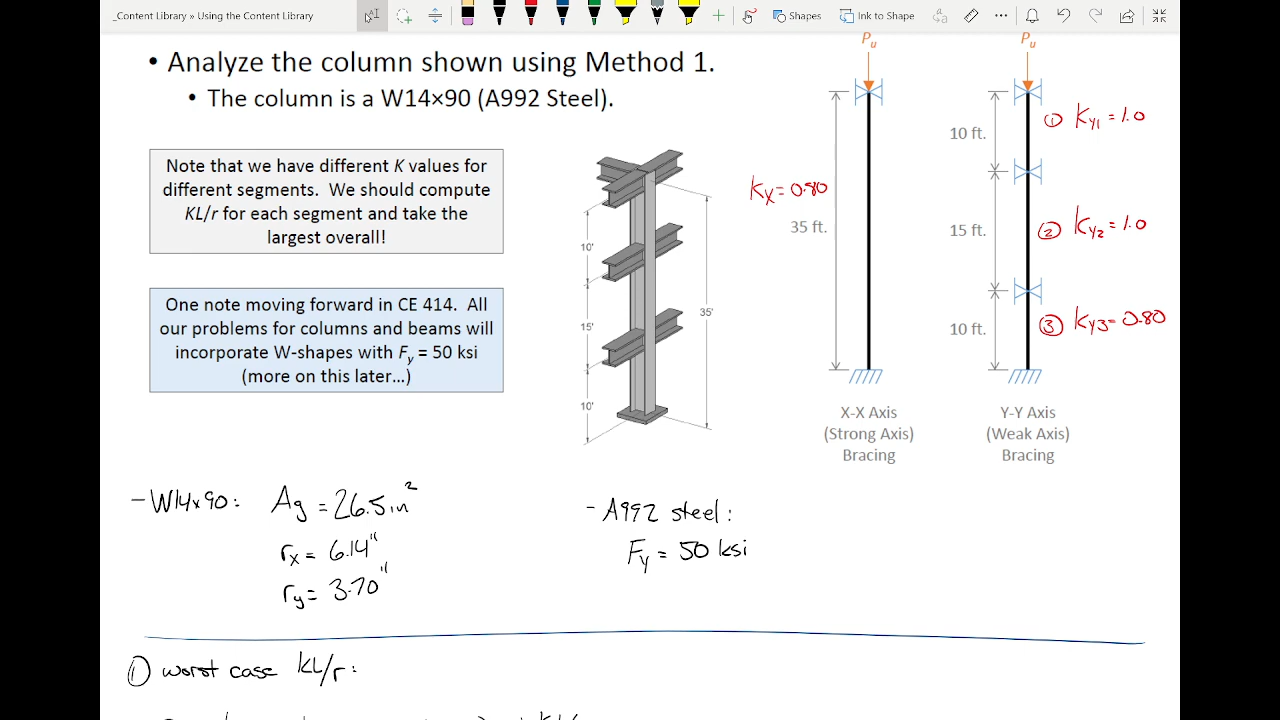 _Content Library » Using the Content Library
Shapes
Ink to Shape
• Analyze the column shown using Method 1.
• The column is a W14×90 (A992 Steel).
Note that we have different K values for
different segments. We should compute
KL/r for each segment and take the
largest overall!
One note moving forward in CE 414. All
our problems for columns and beams will
incorporate W-shapes with Fy = 50 ksi
(more on this later…)
10'
15'
10'
35'
Pu
Kx = 0.80
35 ft.
X-X Axis
(Strong Axis)
Bracing
Pu
10 ft.
① Ky1 = 1.0
15 ft.
② Ky2 = 1.0
10 ft.
③ Ky3 = 0.80
Y-Y Axis
(Weak Axis)
Bracing
- W14x90: Ag = 26.5 in²
rx = 6.14"
ry = 3.70"
- A992 steel:
Fy = 50 ksi
① worst case KL/r: